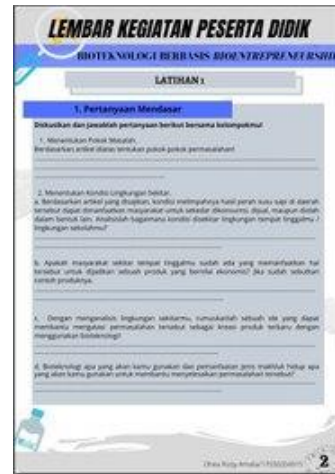 LEMBAR KEGIATAN PESERTA DIDIK
BIOTEKNOLOGI BERBASIS BIOENTREPRENEURSHIP
LATIHAN 1
1. Pertanyaan Mendasar
Diskusikan dan jawablah pertanyaan berikut bersama kelompokmu!
1. Menentukan Pokok Masalah.
Berdasarkan artikel diatas tentukan pokok-pokok permasalahan!
2. Menentukan Kondisi Lingkungan Sekitar.
a. Berdasarkan artikel yang disajikan, kondisi melimpahnya hasil perah susu sapi di daerah
tersebut dapat dimanfaatkan masyarakat untuk sekedar dikonsumsi, dijual, maupun diolah
dalam bentuk lain. Analisislah bagaimana kondisi disekitar lingkungan tempat tinggalmu /
lingkungan sekolahmu?
b. Apakah masyarakat sekitar tempat tinggalmu sudah ada yang memanfaatkan hal
tersebut untuk dijadikan sebuah produk yang bernilai ekonomis? Jika sudah sebutkan
contoh produknya.
c. Dengan menganalisis lingkungan sekitarmu, rumuskanlah sebuah ide yang dapat
membantu mengatasi permasalahan tersebut sebagai kreasi produk terbaru dengan
menggunakan bioteknologi?
d. Bioteknologi apa yang akan kamu gunakan dan pemanfaatan jenis makhluk hidup apa
yang akan kamu gunakan untuk membantu menyelesaikan permasalahan tersebut?
2